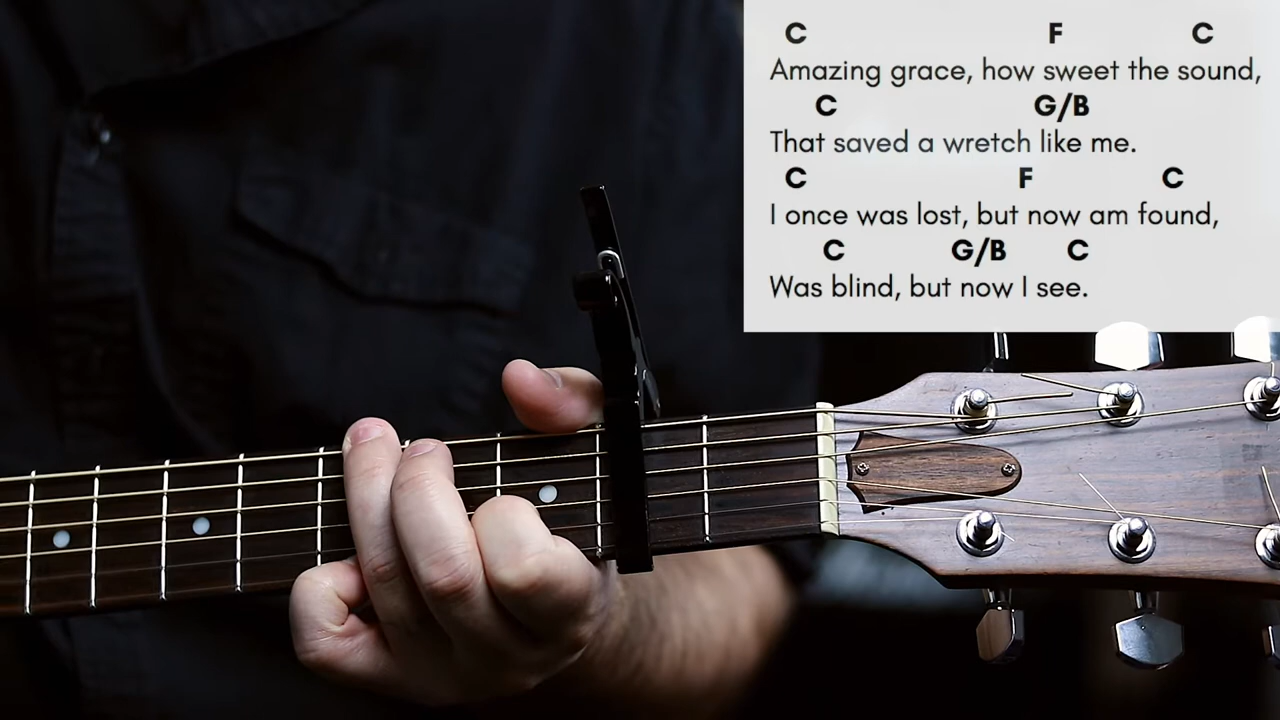 C F C
Amazing grace, how sweet the sound,
C G/B
That saved a wretch like me.
C F C
I once was lost, but now am found,
C G/B C
Was blind, but now I see.